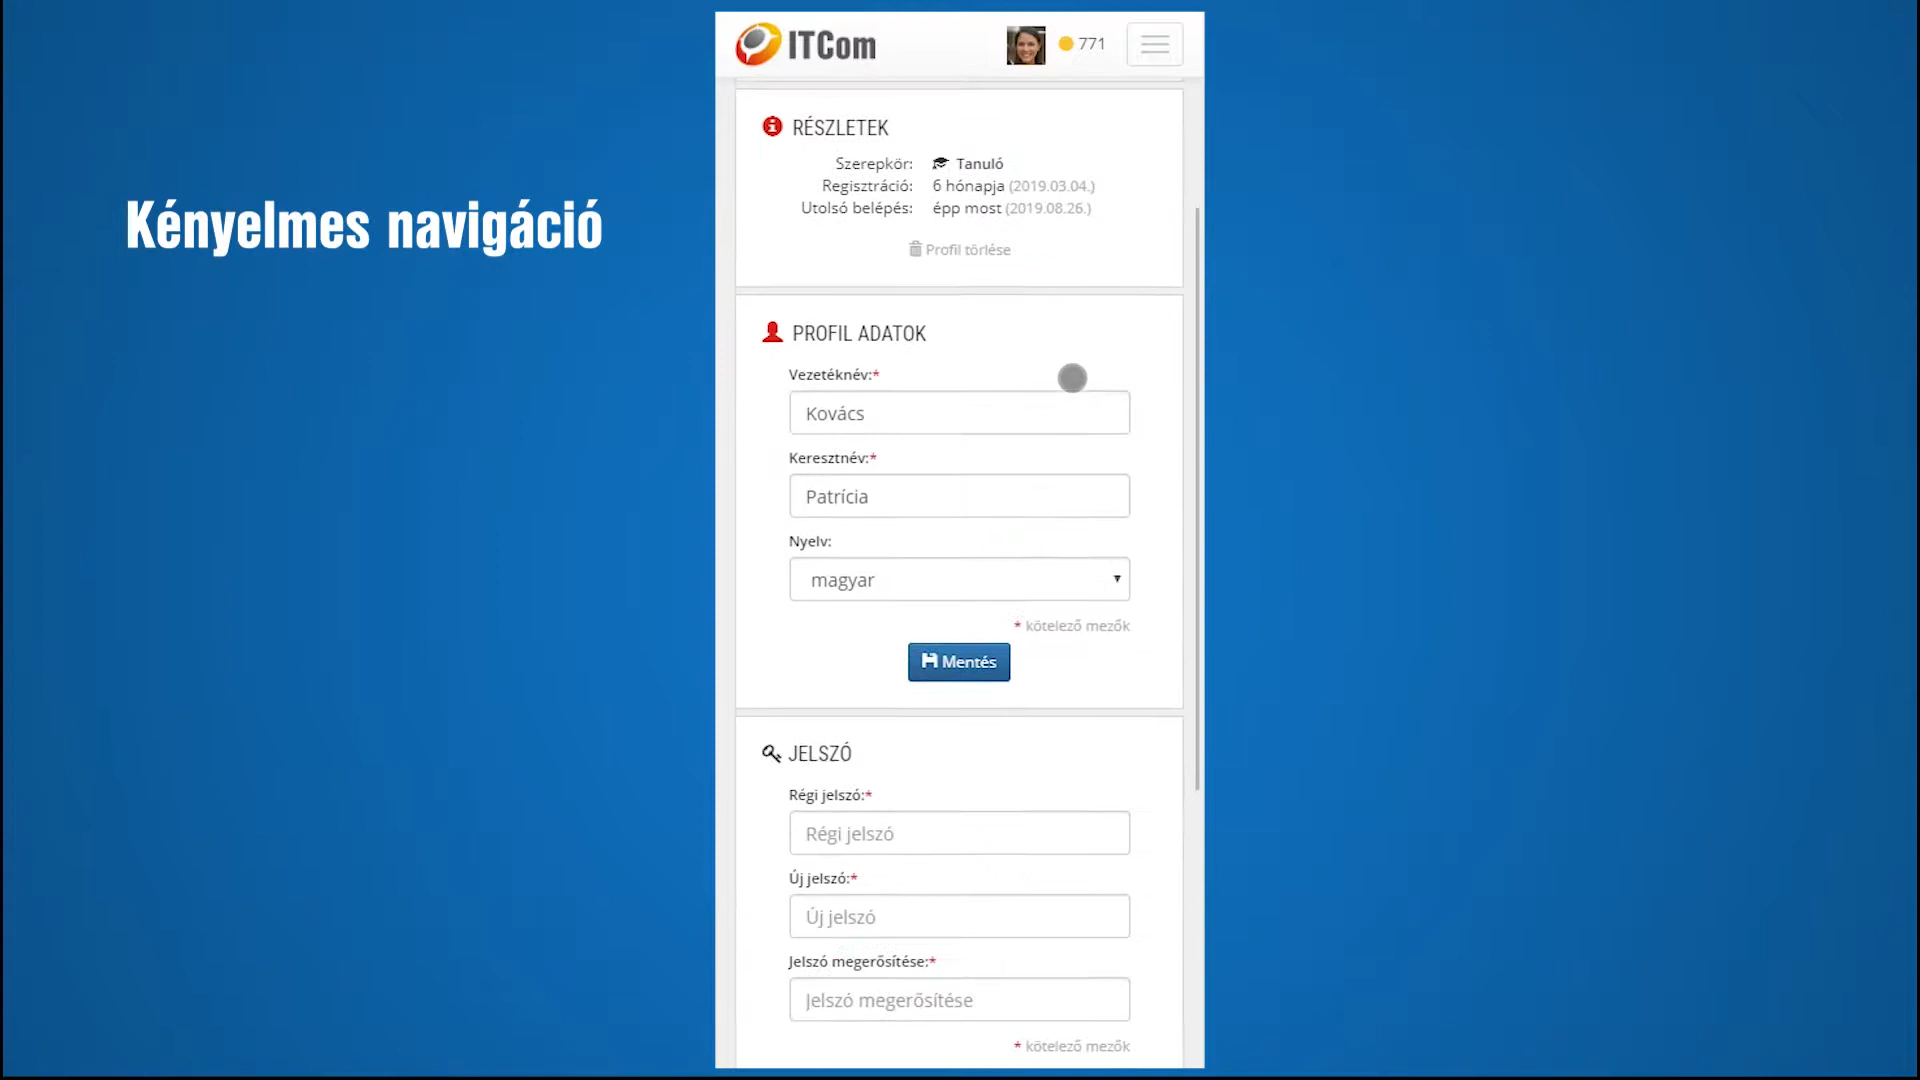 ITCom
771
Kényelmes navigáció
RÉSZLETEK
Szerepkör: Tanuló
Regisztráció: 6 hónapja (2019.03.04.)
Utolsó belépés: épp most (2019.08.26.)
Profil törlése
PROFIL ADATOK
Vezetéknév:*
Kovács
Keresztnév:*
Patrícia
Nyelv:
magyar
* kötelező mezők
Mentés
JELSZÓ
Régi jelszó:*
Régi jelszó
Új jelszó:*
Új jelszó
Jelszó megerősítése:*
Jelszó megerősítése
* kötelező mezők